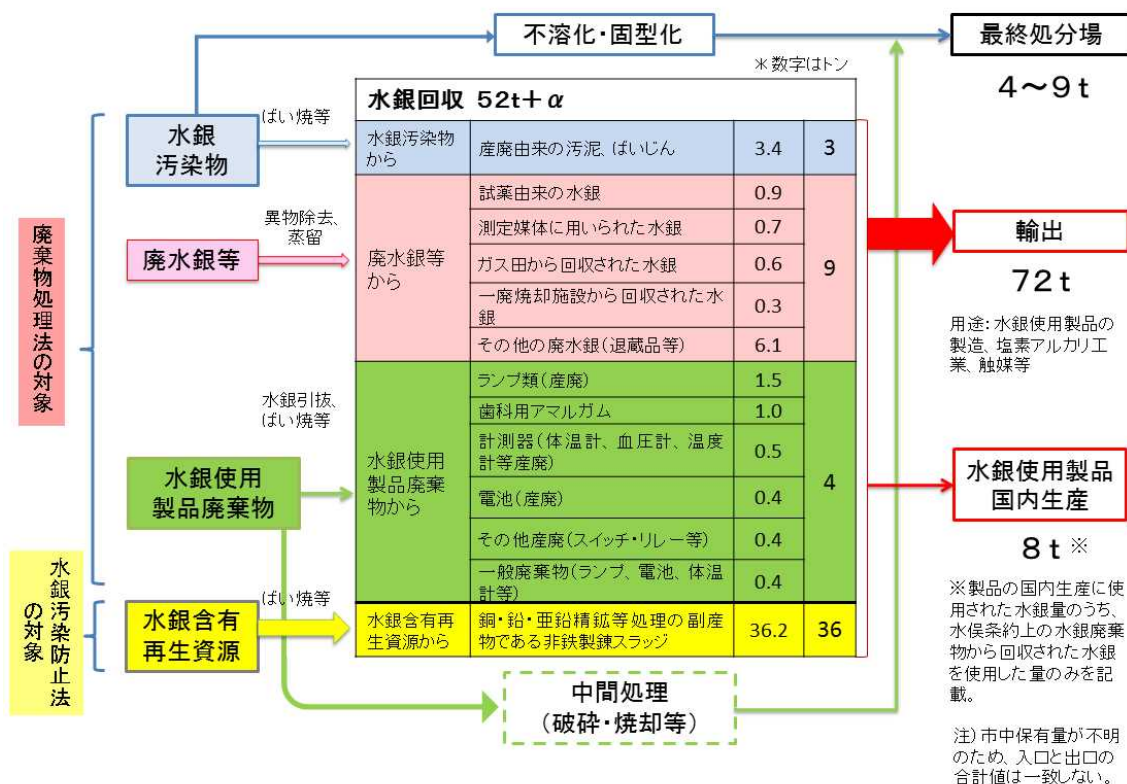 不溶化・固型化
最終処分場
4～9t
＊数字はトン
水銀回収 52t＋α
ばい焼等
水銀
汚染物
水銀汚染物
から
産廃由来の汚泥、ばいじん
3.4
3
廃棄物処理法の対象
異物除去、
蒸留
廃水銀等
廃水銀等
から
試薬由来の水銀
0.9
測定媒体に用いられた水銀
0.7
ガス田から回収された水銀
0.6
一廃焼却施設から回収された水
銀
0.3
その他の廃水銀(退蔵品等)
6.1
9
輸出
72t
用途：水銀使用製品の
製造、塩素アルカリ工
業、触媒等
水銀引抜、
ばい焼等
水銀使用
製品廃棄物
水銀使用
製品廃棄
物から
ランプ類(産廃)
1.5
歯科用アマルガム
1.0
計測器(体温計、血圧計、温度
計等産廃)
0.5
電池(産廃)
0.4
その他産廃(スイッチ・リレー等)
0.4
一般廃棄物(ランプ、電池、体温
計等)
0.4
4
水銀使用製品
国内生産
8t ※
※製品の国内生産に使
用された水銀量のうち、
水俣条約上の水銀廃棄
物から回収された水銀
を使用した量のみを記
載。
水銀汚染防止法
の対象
ばい焼等
水銀含有
再生資源
水銀含有再
生資源から
銅・鉛・亜鉛精鉱等処理の副産
物である非鉄製錬スラッジ
36.2
36
中間処理
（破砕・焼却等）
注）市中保有量が不明
のため、入口と出口の
合計値は一致しない。